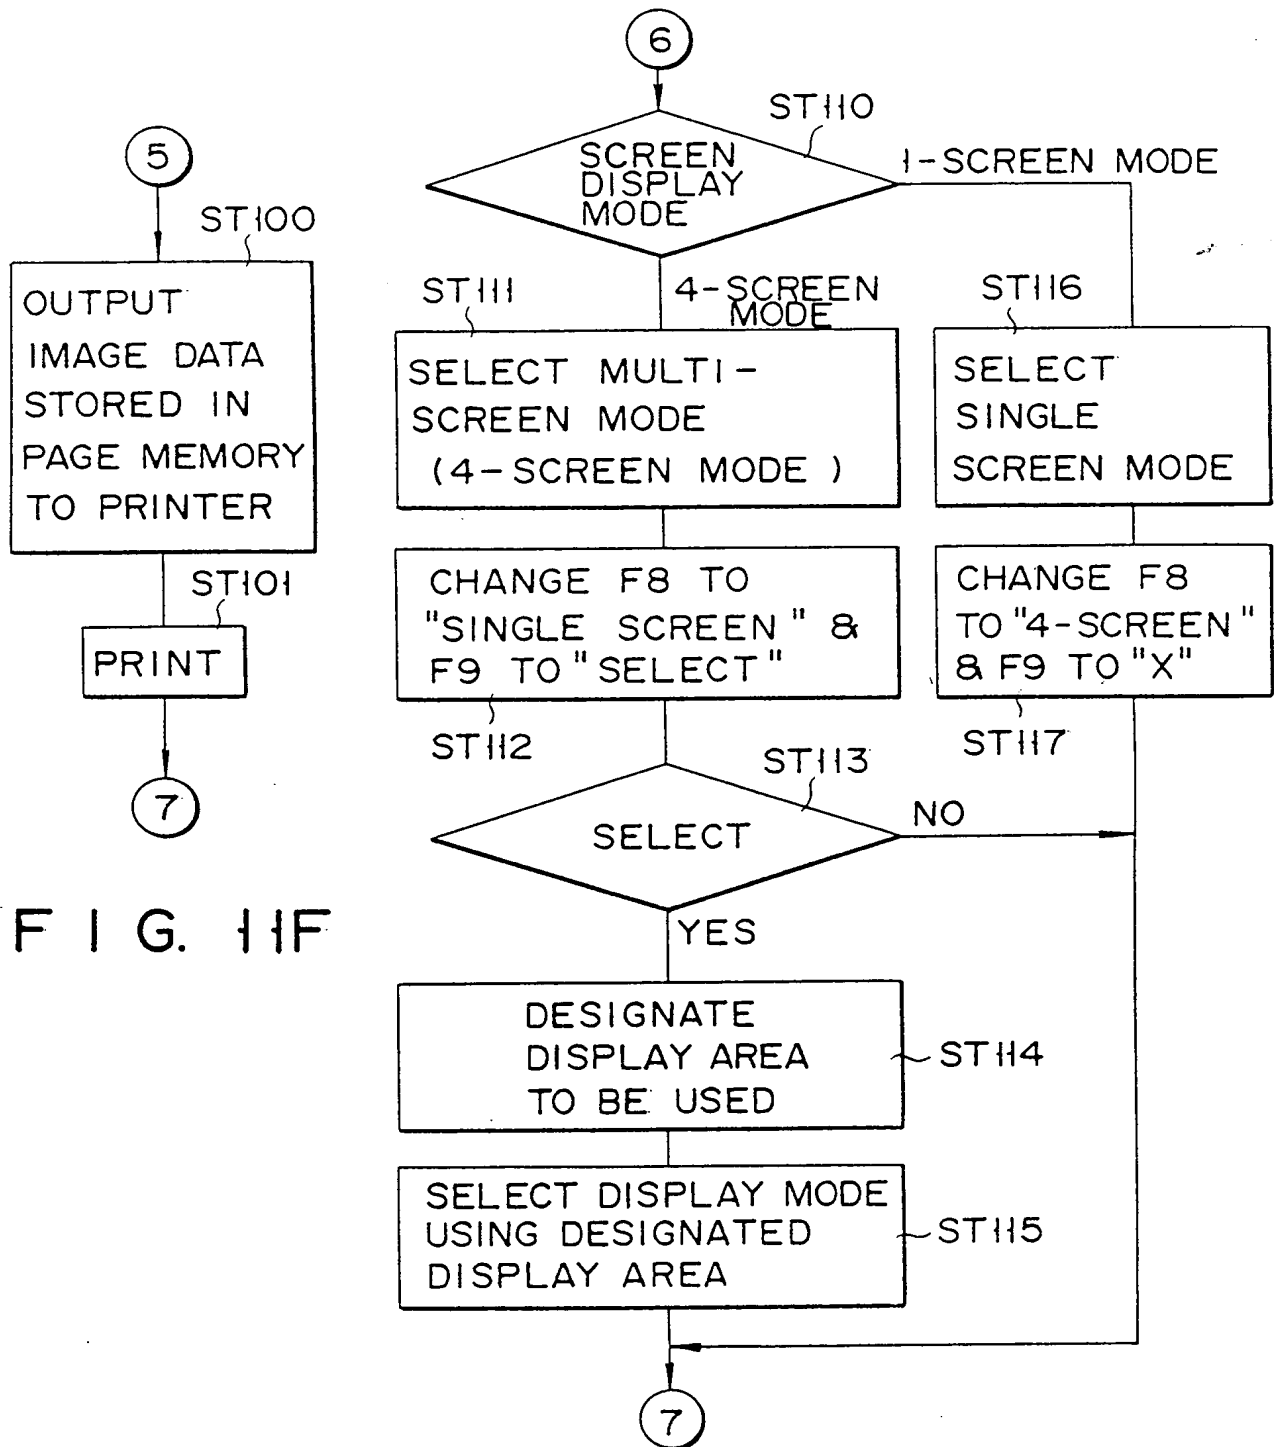 5
ST100
OUTPUT
IMAGE DATA
STORED IN
PAGE MEMORY
TO PRINTER
ST101
PRINT
7
FIG. 11F
6
ST110
SCREEN
DISPLAY
MODE
1-SCREEN MODE
4-SCREEN
MODE
ST111
SELECT MULTI-
SCREEN MODE
(4-SCREEN MODE)
ST116
SELECT
SINGLE
SCREEN MODE
CHANGE F8 TO
"SINGLE SCREEN" &
F9 TO "SELECT"
ST112
CHANGE F8
TO "4-SCREEN"
& F9 TO "X"
ST117
ST113
SELECT
NO
YES
DESIGNATE
DISPLAY AREA
TO BE USED
ST114
SELECT DISPLAY MODE
USING DESIGNATED
DISPLAY AREA
ST115
7